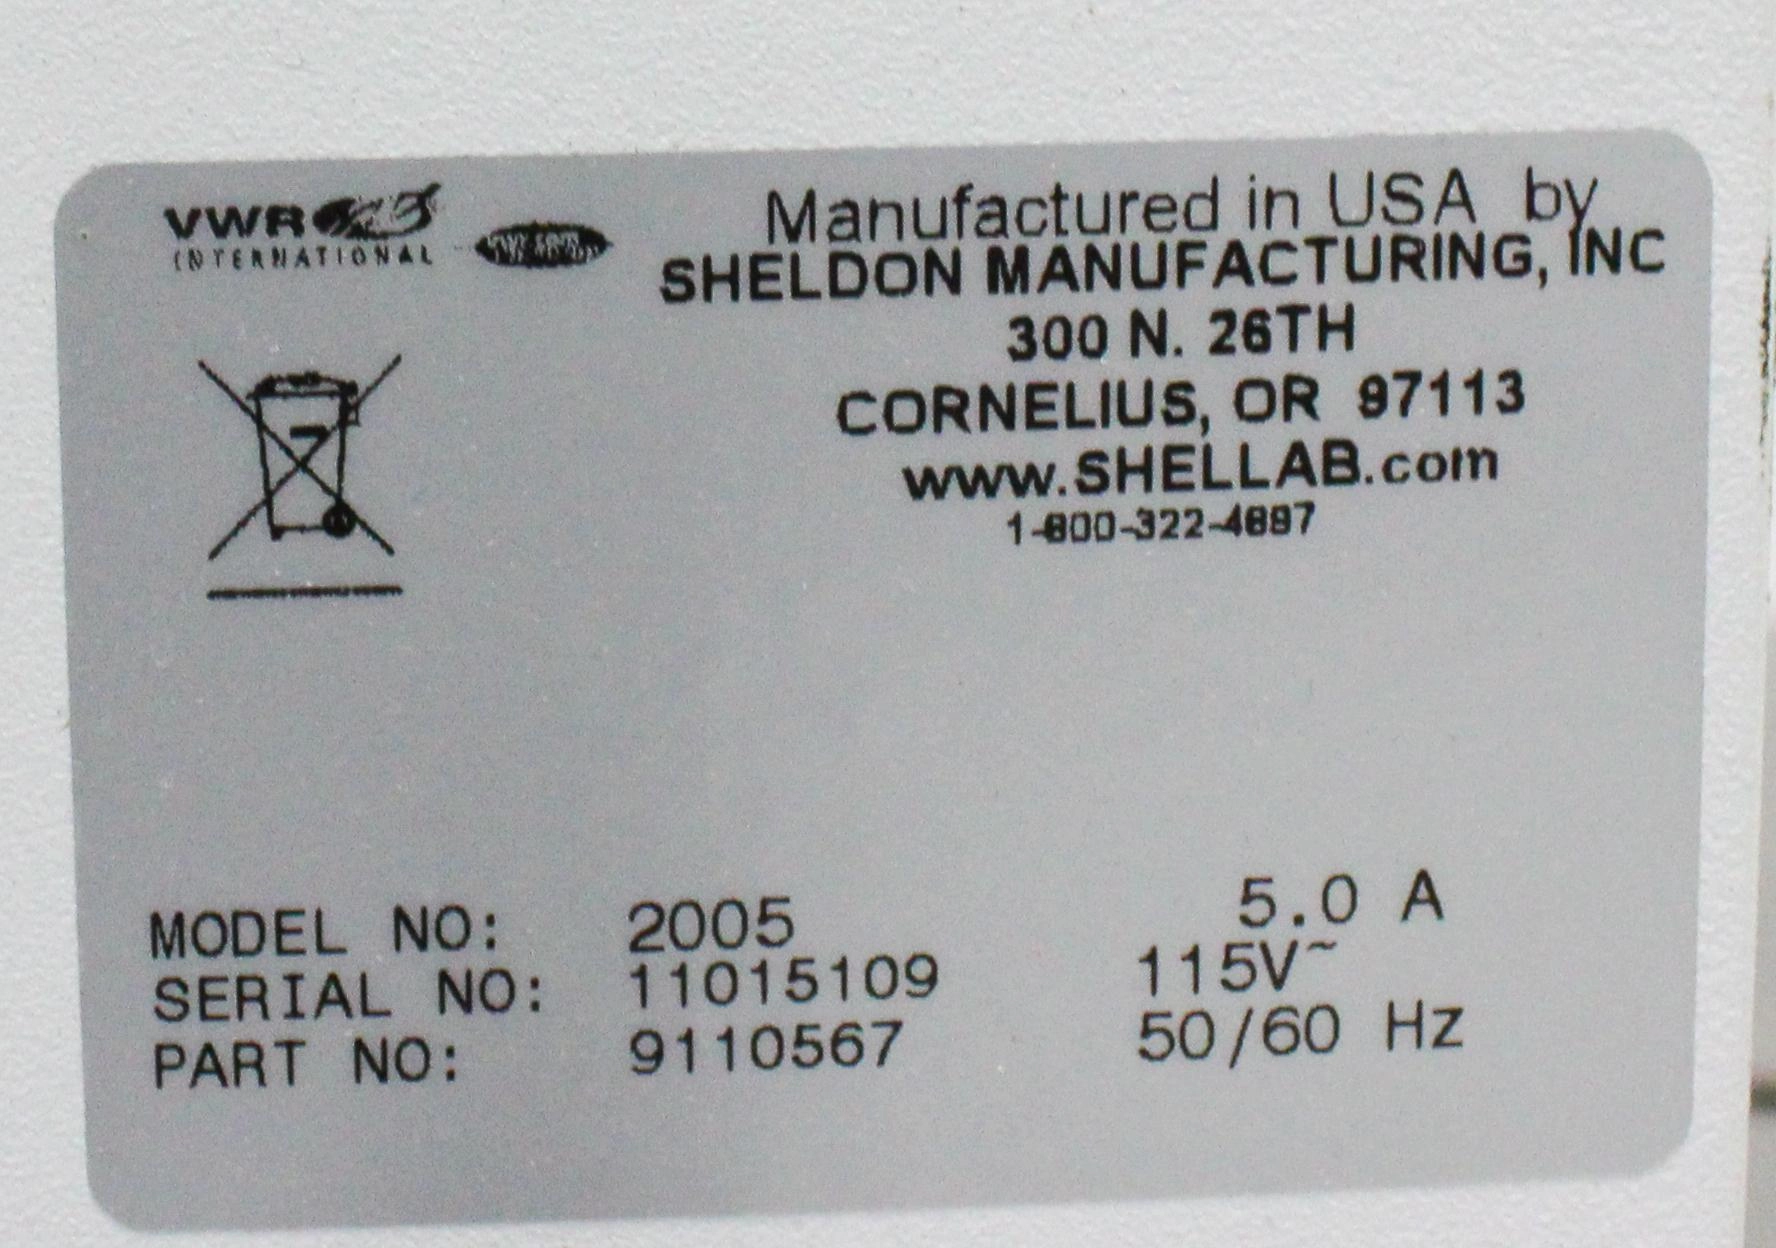 VWR
INTERNATIONAL
Manufactured in USA by
SHELDON MANUFACTURING, INC
300 N. 26TH
CORNELIUS, OR 97113
www.SHELLAB.com
1-800-322-4897
MODEL NO: 2005 5.0 A
SERIAL NO: 11015109 115V~
PART NO: 9110567 50/60 Hz